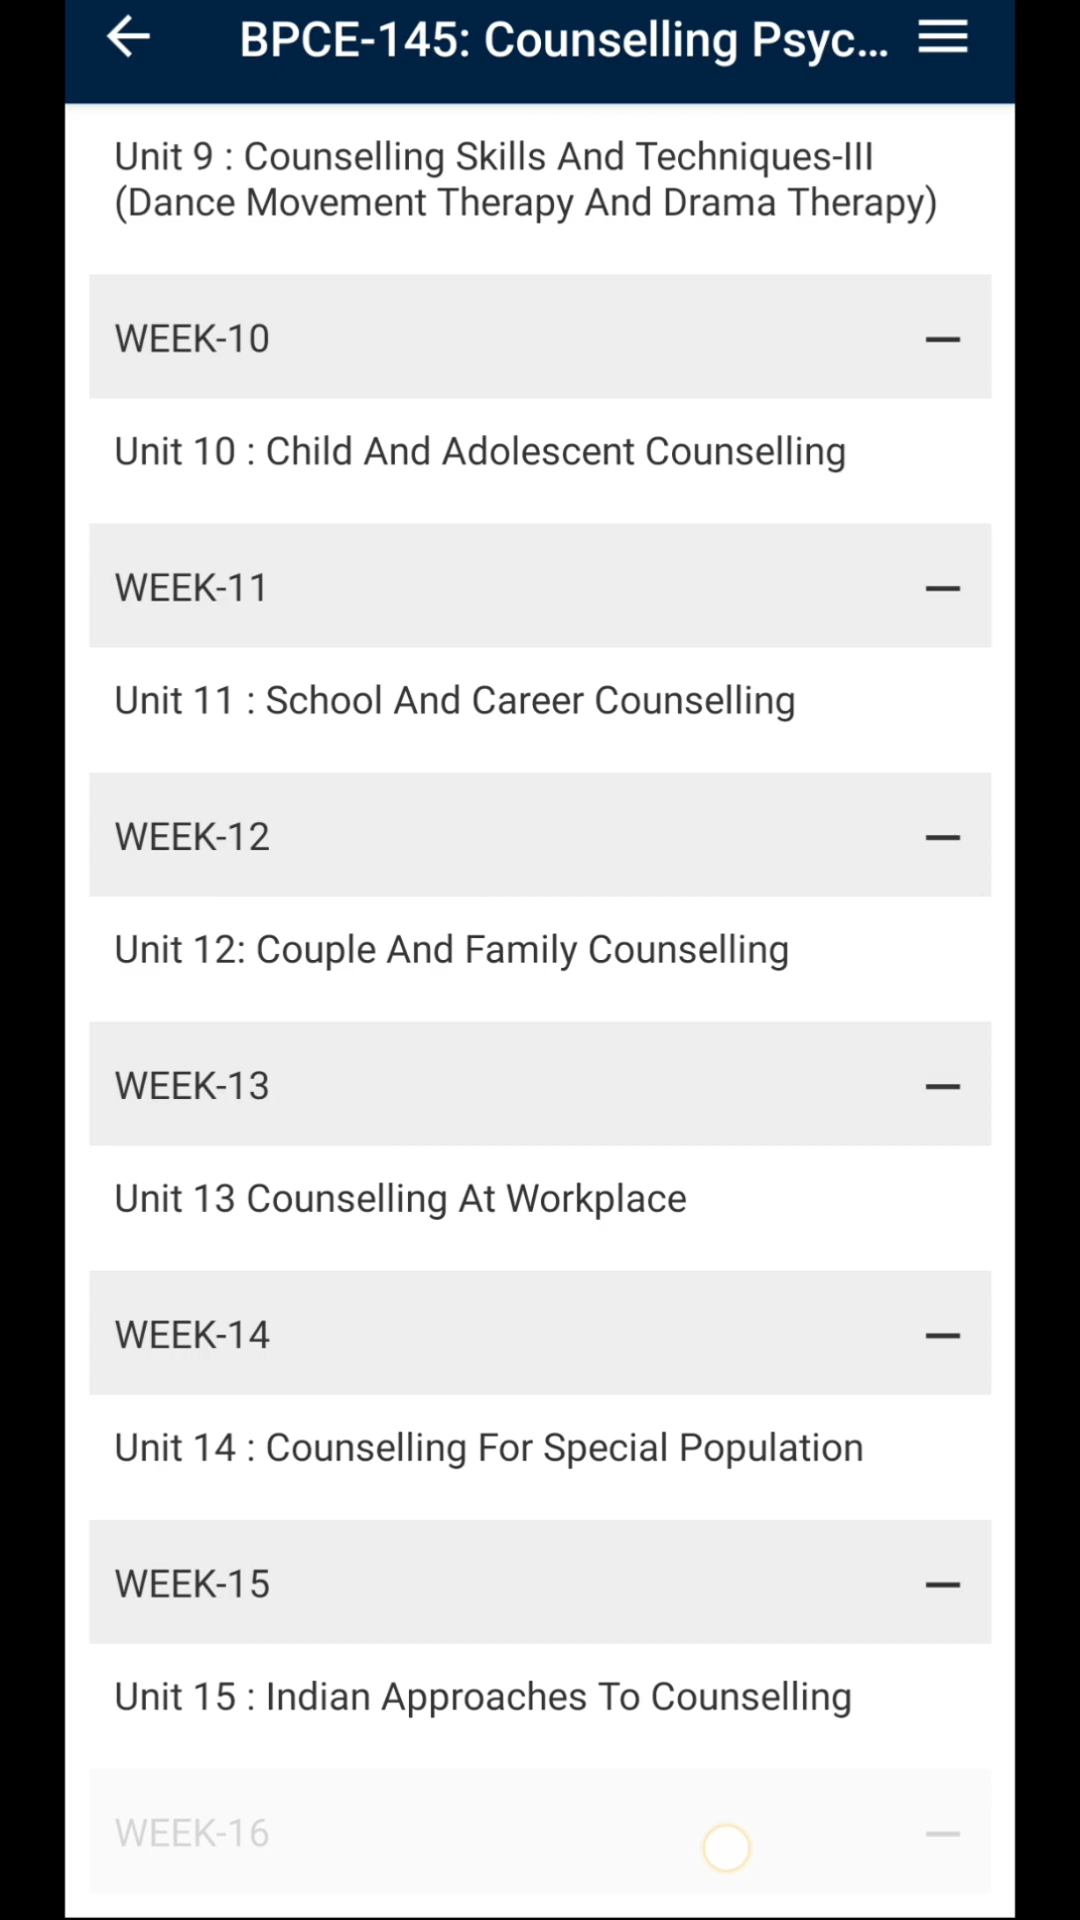 BPCE-145: Counselling Psyc...
Unit 9 : Counselling Skills And Techniques-III
(Dance Movement Therapy And Drama Therapy)
WEEK-10
Unit 10 : Child And Adolescent Counselling
WEEK-11
Unit 11 : School And Career Counselling
WEEK-12
Unit 12: Couple And Family Counselling
WEEK-13
Unit 13 Counselling At Workplace
WEEK-14
Unit 14 : Counselling For Special Population
WEEK-15
Unit 15 : Indian Approaches To Counselling
WEEK-16